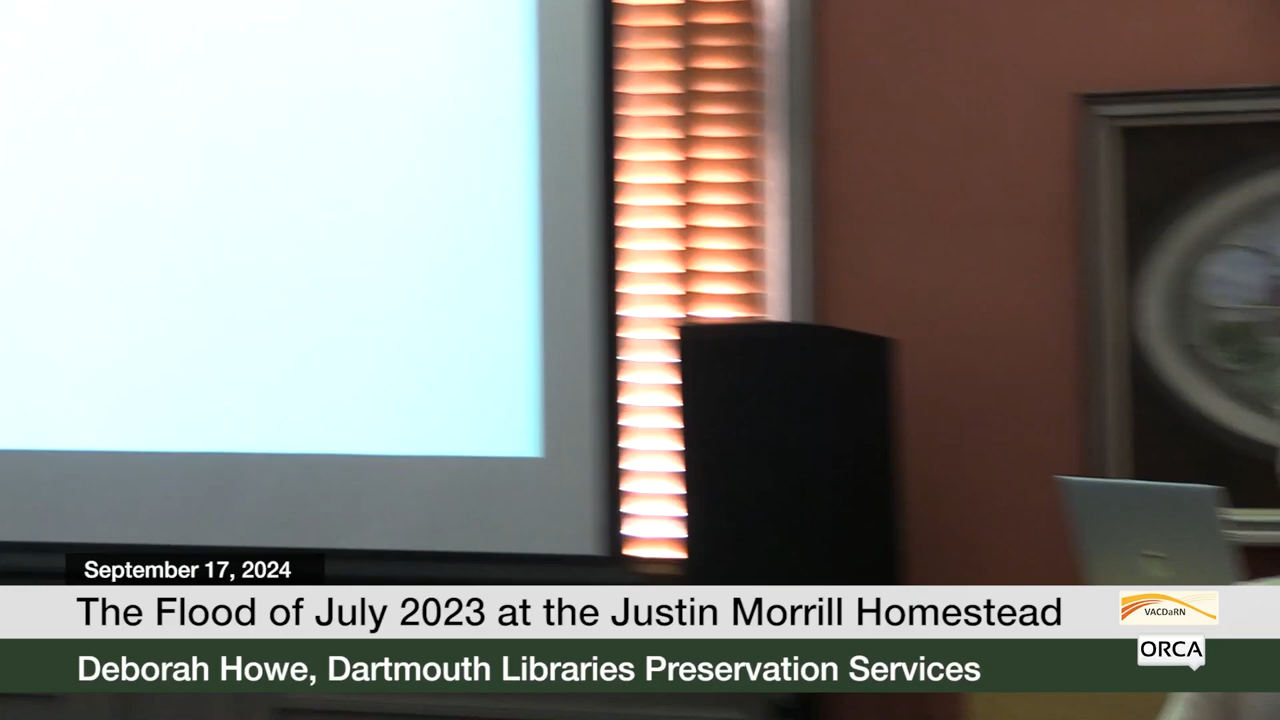 September 17, 2024
The Flood of July 2023 at the Justin Morrill Homestead
VACDaRN
ORCA
Deborah Howe, Dartmouth Libraries Preservation Services